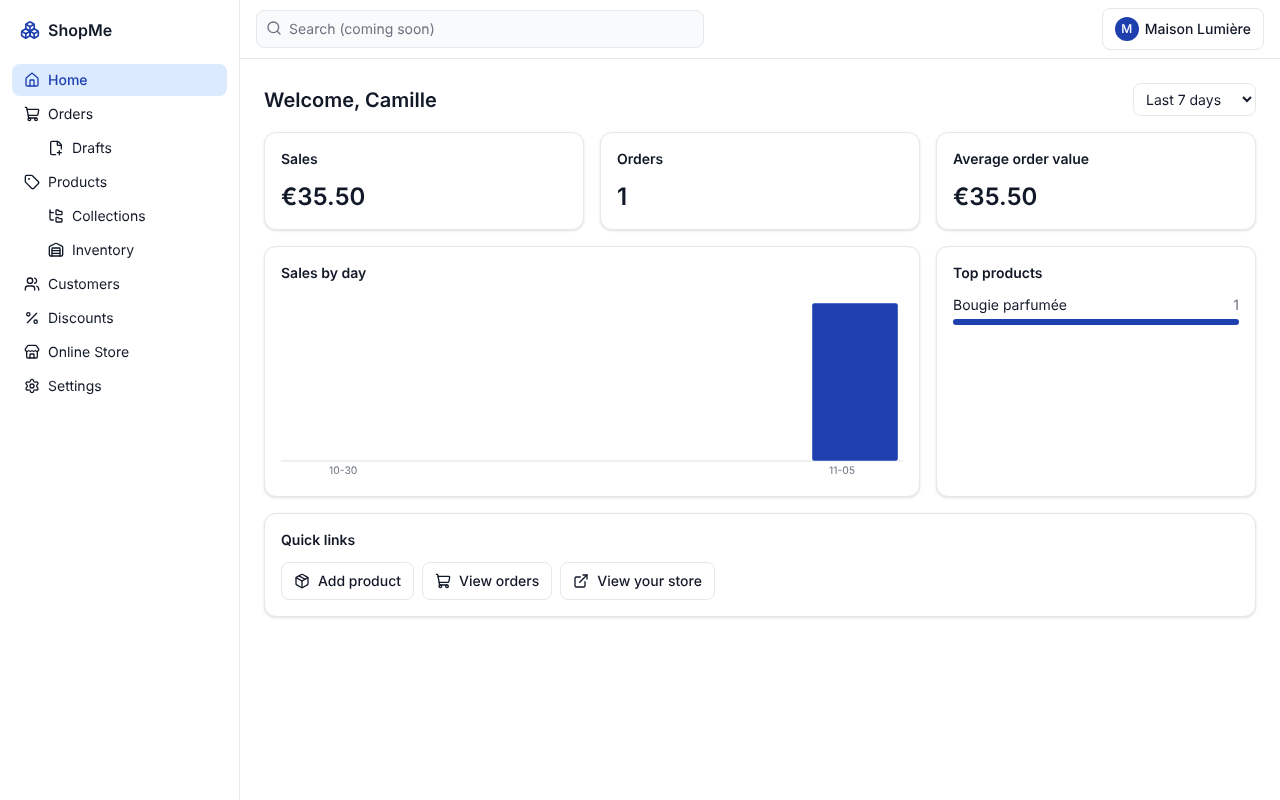 ShopMe
Search (coming soon)
M Maison Lumière
Home
Orders
Drafts
Products
Collections
Inventory
Customers
Discounts
Online Store
Settings
Welcome, Camille
Last 7 days
Sales
€35.50
Orders
1
Average order value
€35.50
Sales by day
10-30 11-05
Top products
Bougie parfumée 1
Quick links
Add product View orders View your store